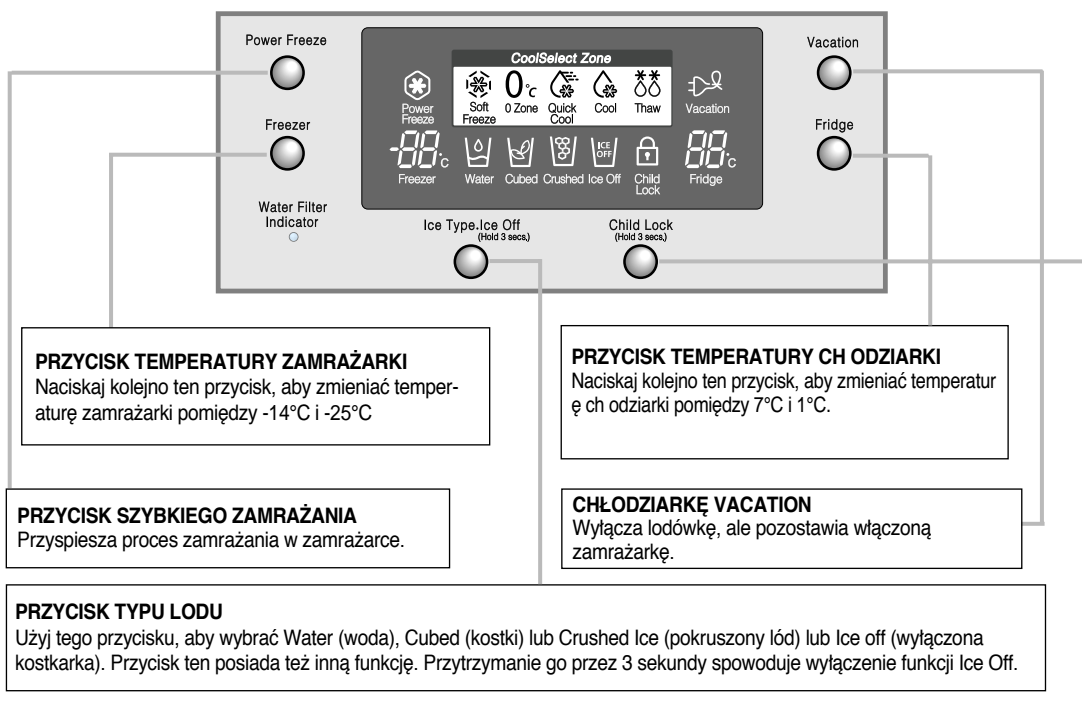 Power Freeze
Vacation
CoolSelect Zone
0°c
Soft Freeze
0 Zone
Quick Cool
Cool
Thaw
Power Freeze
Vacation
Freezer
Fridge
-88°c
ICE OFF
88°c
Freezer
Water
Cubed
Crushed
Ice Off
Child Lock
Fridge
Water Filter
Indicator
Ice Type.Ice Off
(Hold 3 secs,)
Child Lock
(Hold 3 secs,)
PRZYCISK TEMPERATURY ZAMRAŻARKI
Naciskaj kolejno ten przycisk, aby zmieniać temper-
aturę zamrażarki pomiędzy -14°C i -25°C
PRZYCISK TEMPERATURY CH ODZIARKI
Naciskaj kolejno ten przycisk, aby zmieniać temperatur
ę ch odziarki pomiędzy 7°C i 1°C.
PRZYCISK SZYBKIEGO ZAMRAŻANIA
Przyspiesza proces zamrażania w zamrażarce.
CHŁODZIARKĘ VACATION
Wyłącza lodówkę, ale pozostawia włączoną
zamrażarkę.
PRZYCISK TYPU LODU
Użyj tego przycisku, aby wybrać Water (woda), Cubed (kostki) lub Crushed Ice (pokruszony lód) lub Ice off (wyłączona
kostkarka). Przycisk ten posiada też inną funkcję. Przytrzymanie go przez 3 sekundy spowoduje wyłączenie funkcji Ice Off.